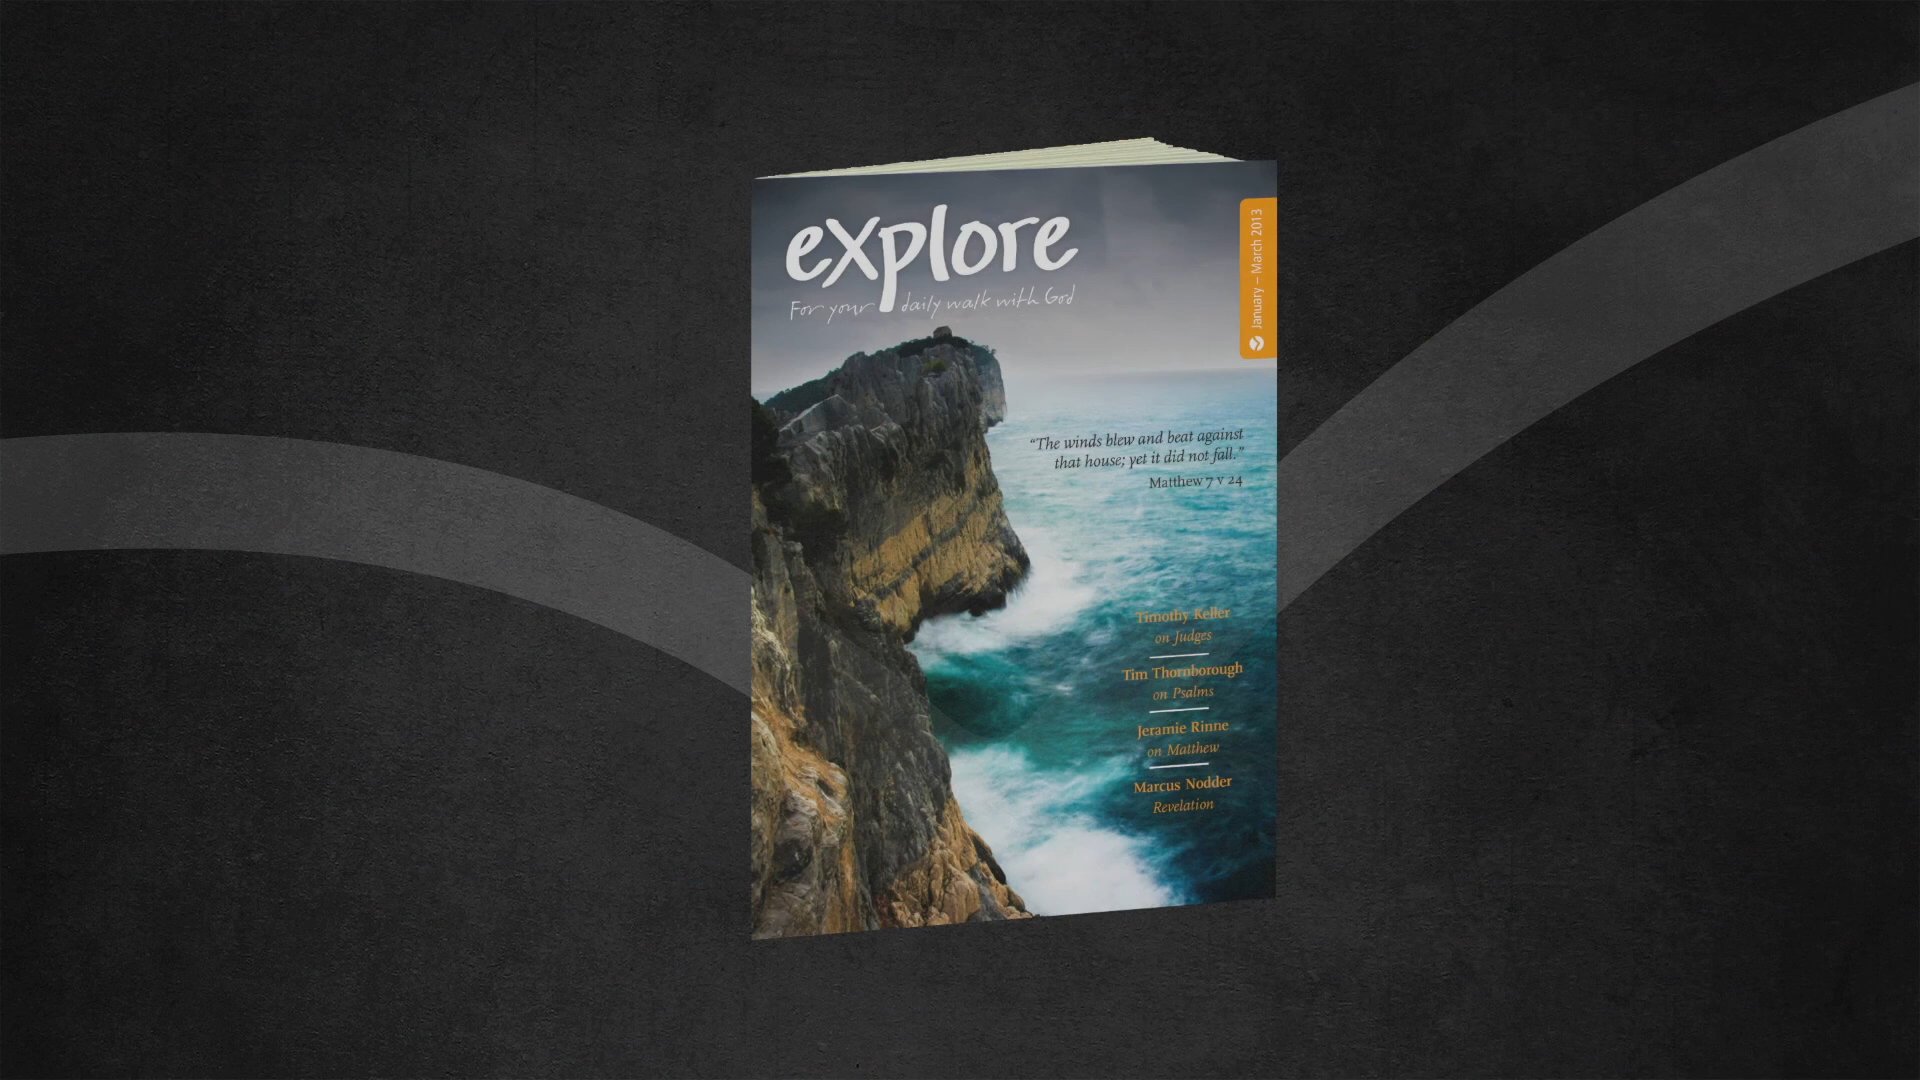 explore
For your daily walk with God
January – March 2013
“The winds blew and beat against
that house; yet it did not fall.”
Matthew 7 v 24
Timothy Keller
on Judges
Tim Thornborough
on Psalms
Jeramie Rinne
on Matthew
Marcus Nodder
Revelation